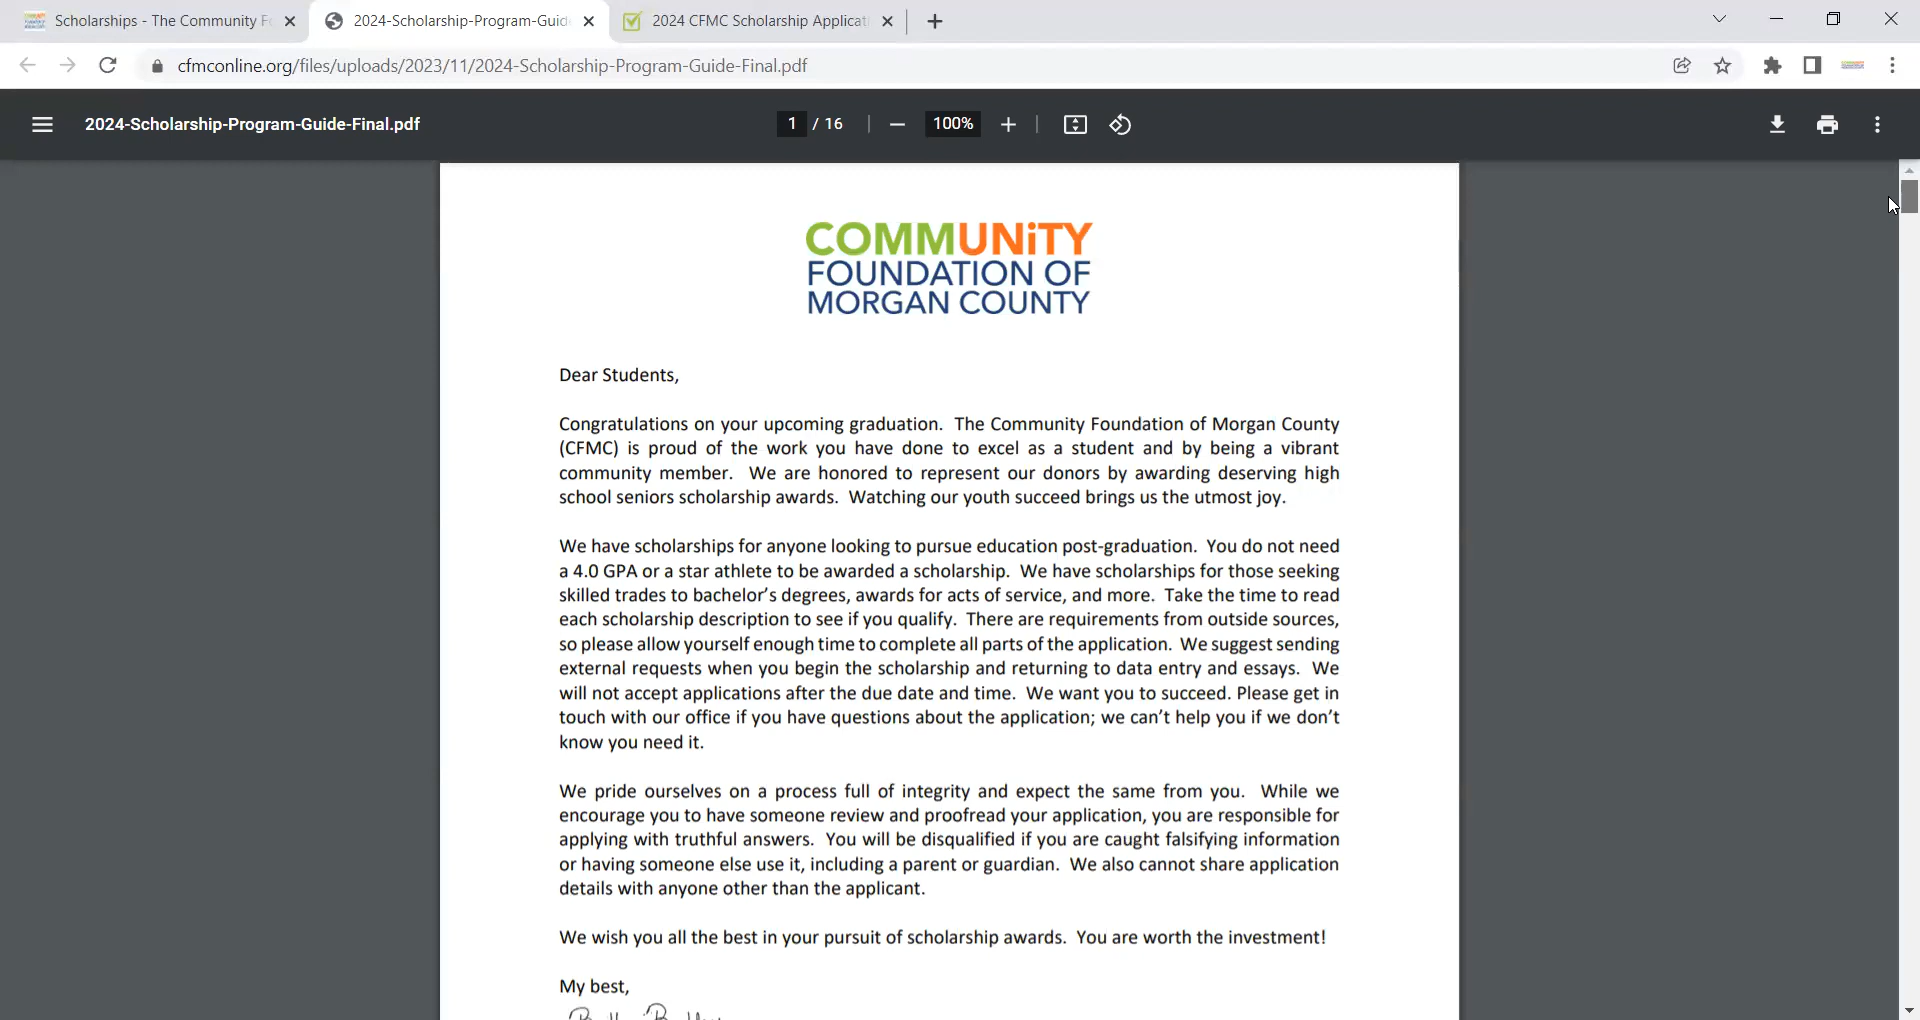 Scholarships - The Community F
2024-Scholarship-Program-Guid
2024 CFMC Scholarship Applicat
cfmconline.org/files/uploads/2023/11/2024-Scholarship-Program-Guide-Final.pdf
2024-Scholarship-Program-Guide-Final.pdf
1 / 16
100%
COMMUNiTY
FOUNDATION OF
MORGAN COUNTY
Dear Students,
Congratulations on your upcoming graduation. The Community Foundation of Morgan County
(CFMC) is proud of the work you have done to excel as a student and by being a vibrant
community member. We are honored to represent our donors by awarding deserving high
school seniors scholarship awards. Watching our youth succeed brings us the utmost joy.
We have scholarships for anyone looking to pursue education post-graduation. You do not need
a 4.0 GPA or a star athlete to be awarded a scholarship. We have scholarships for those seeking
skilled trades to bachelor’s degrees, awards for acts of service, and more. Take the time to read
each scholarship description to see if you qualify. There are requirements from outside sources,
so please allow yourself enough time to complete all parts of the application. We suggest sending
external requests when you begin the scholarship and returning to data entry and essays. We
will not accept applications after the due date and time. We want you to succeed. Please get in
touch with our office if you have questions about the application; we can’t help you if we don’t
know you need it.
We pride ourselves on a process full of integrity and expect the same from you. While we
encourage you to have someone review and proofread your application, you are responsible for
applying with truthful answers. You will be disqualified if you are caught falsifying information
or having someone else use it, including a parent or guardian. We also cannot share application
details with anyone other than the applicant.
We wish you all the best in your pursuit of scholarship awards. You are worth the investment!
My best,